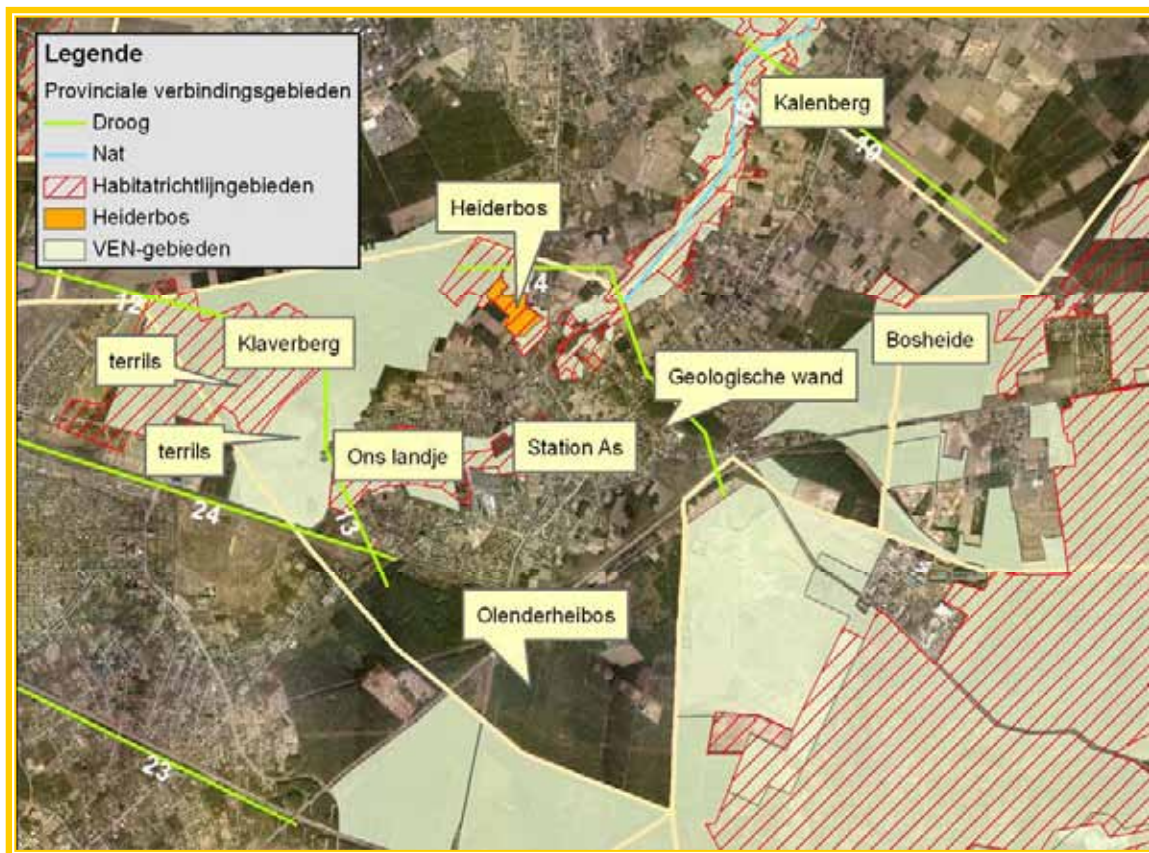 Legende
Provinciale verbindingsgebieden
Droog
Nat
Habitatrichtlijngebieden
Heiderbos
VEN-gebieden
Kalenberg
19
Heiderbos
14
12
Klaverberg
terrils
Bosheide
Geologische wand
terrils
Ons landje
Station As
24
13
Olenderheibos
23